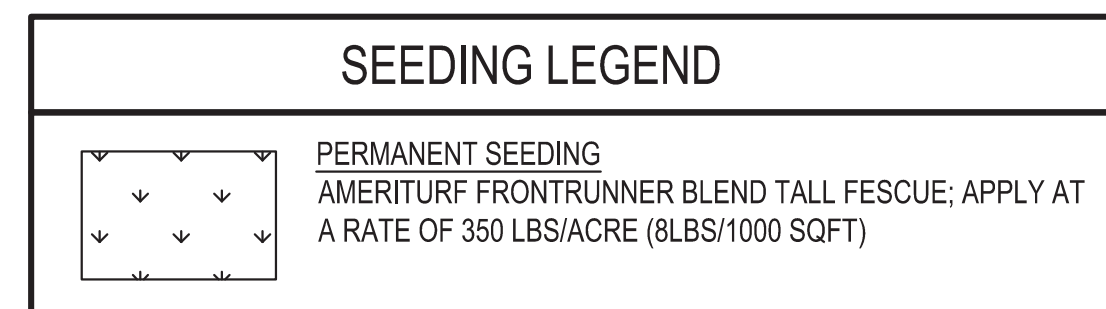 SEEDING LEGEND
PERMANENT SEEDING
AMERITURF FRONTRUNNER BLEND TALL FESCUE; APPLY AT
A RATE OF 350 LBS/ACRE (8LBS/1000 SQFT)